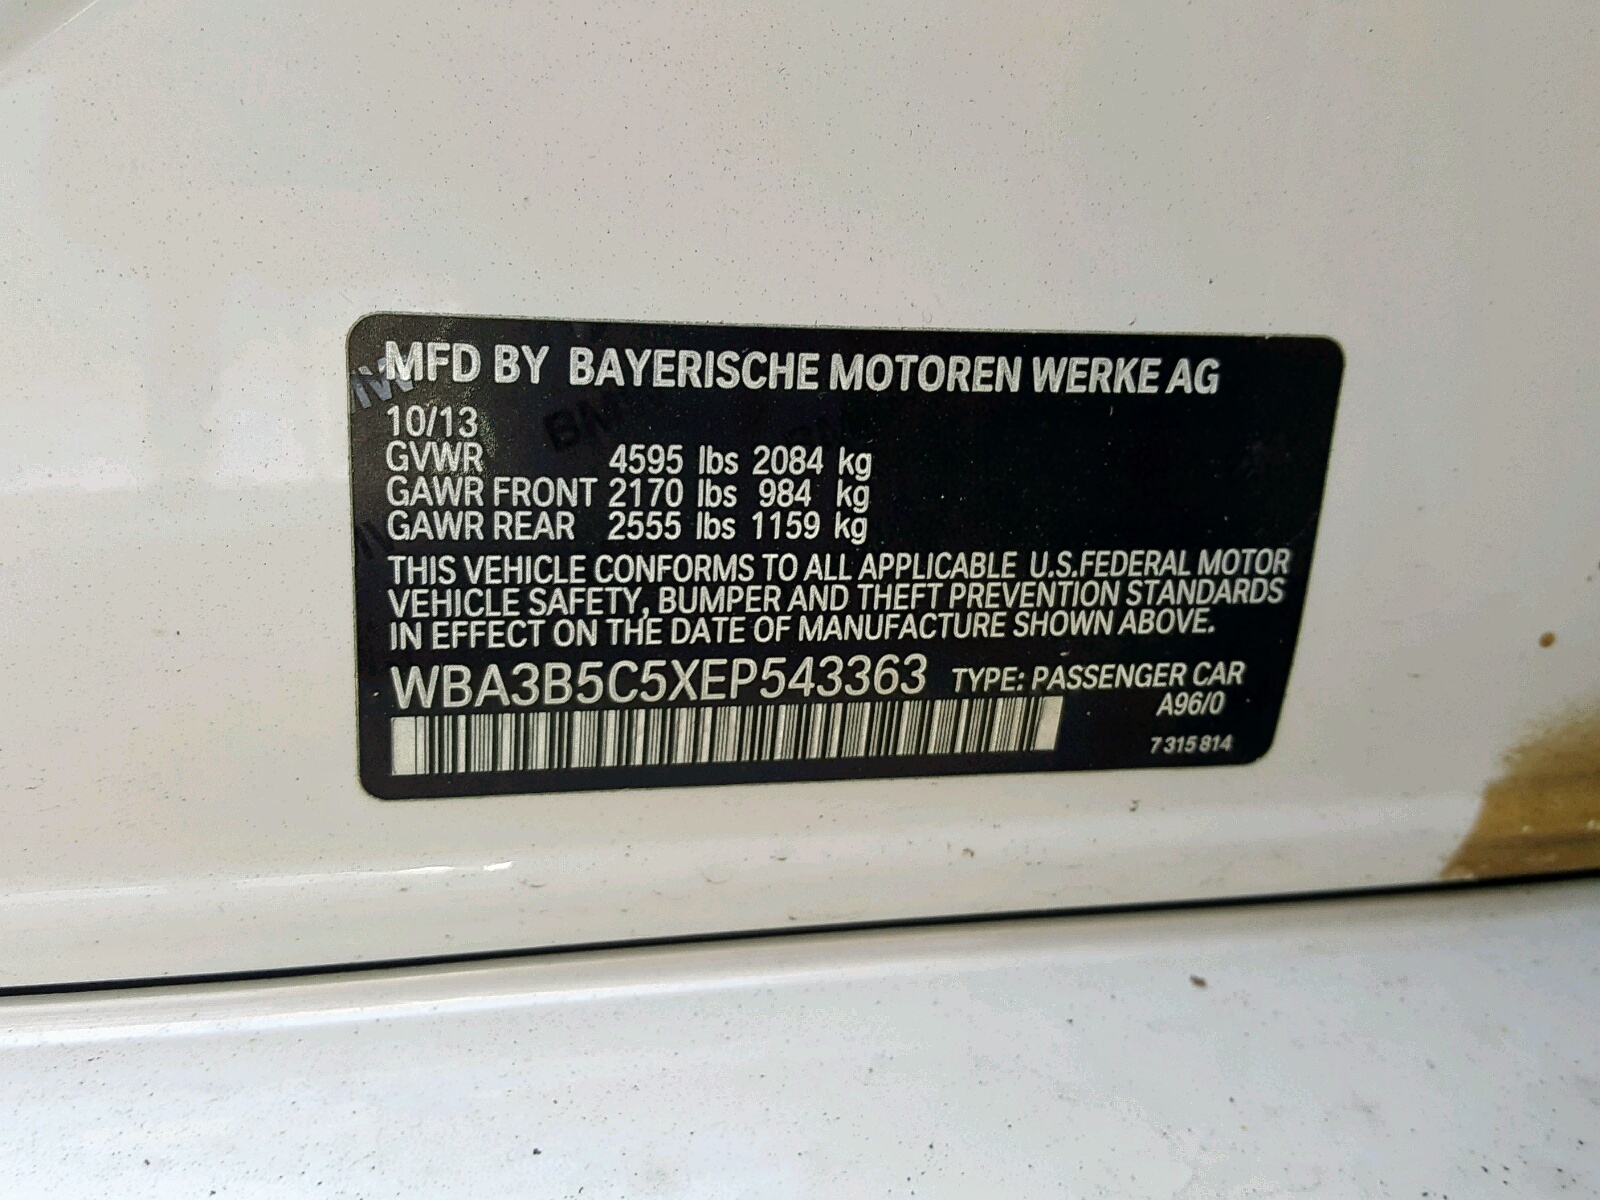 MFD BY BAYERISCHE MOTOREN WERKE AG
10/13
GVWR 4595 lbs 2084 kg
GAWR FRONT 2170 lbs 984 kg
GAWR REAR 2555 lbs 1159 kg
THIS VEHICLE CONFORMS TO ALL APPLICABLE U.S.FEDERAL MOTOR
VEHICLE SAFETY, BUMPER AND THEFT PREVENTION STANDARDS
IN EFFECT ON THE DATE OF MANUFACTURE SHOWN ABOVE.
WBA3B5C5XEP543363 TYPE: PASSENGER CAR
A96/0
7 315 814